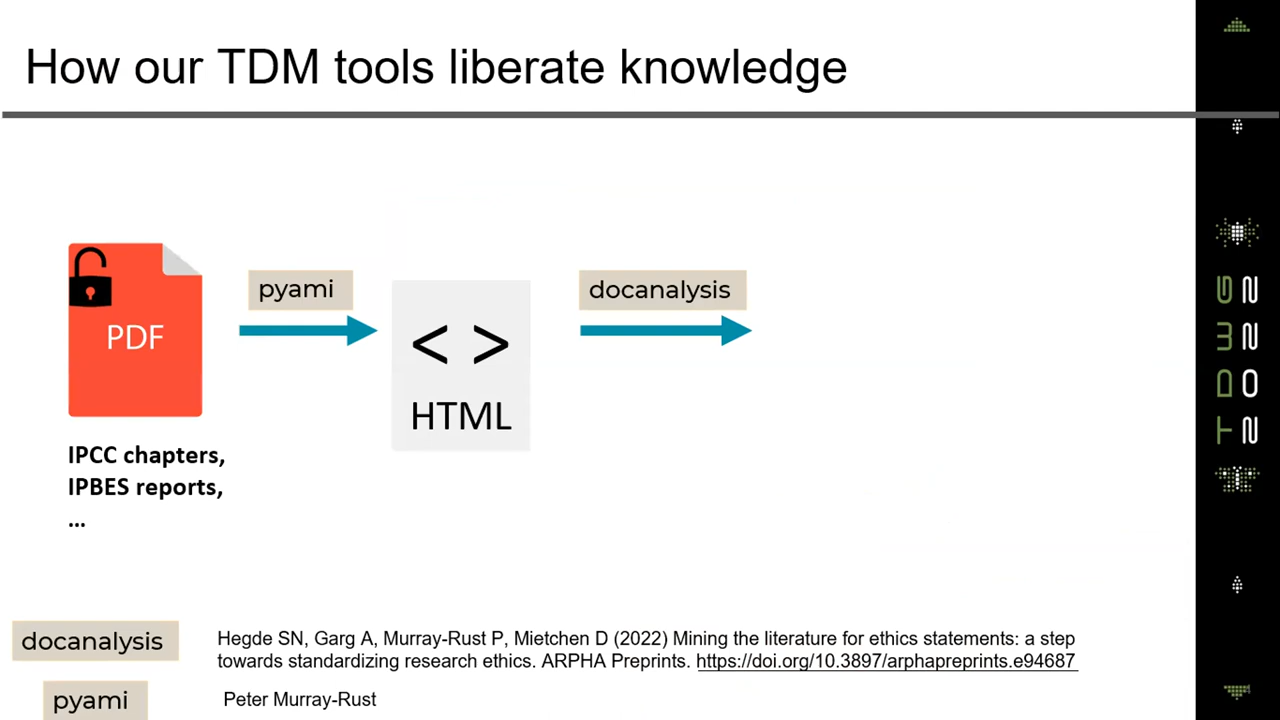 How our TDM tools liberate knowledge
pyami
docanalysis
PDF
< >
HTML
IPCC chapters,
IPBES reports,
...
docanalysis
Hegde SN, Garg A, Murray-Rust P, Mietchen D (2022) Mining the literature for ethics statements: a step
towards standardizing research ethics. ARPHA Preprints. https://doi.org/10.3897/arphapreprints.e94687
pyami
Peter Murray-Rust
TDWG
2022